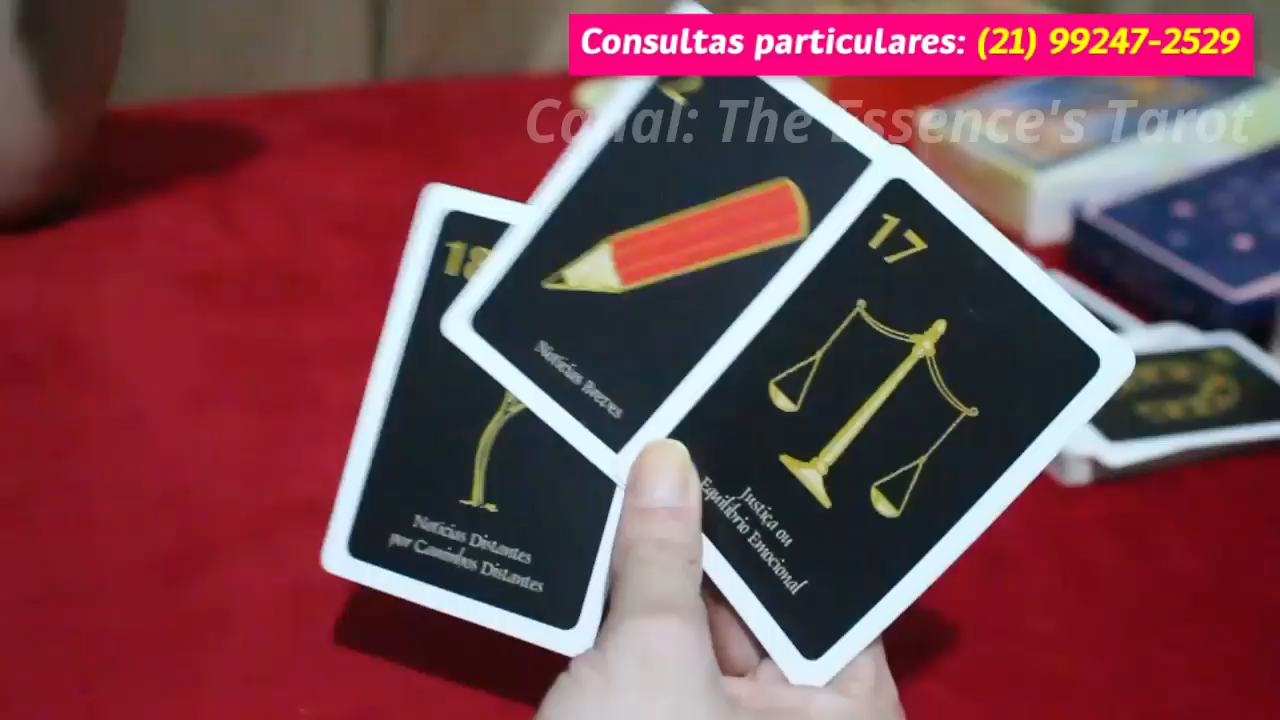 Consultas particulares: (21) 99247-2529
Canal: The Essence's Tarot
17
18
Notícias Breves
Justiça ou
Equilíbrio Emocional
Notícias Distantes
por Caminhos Distantes